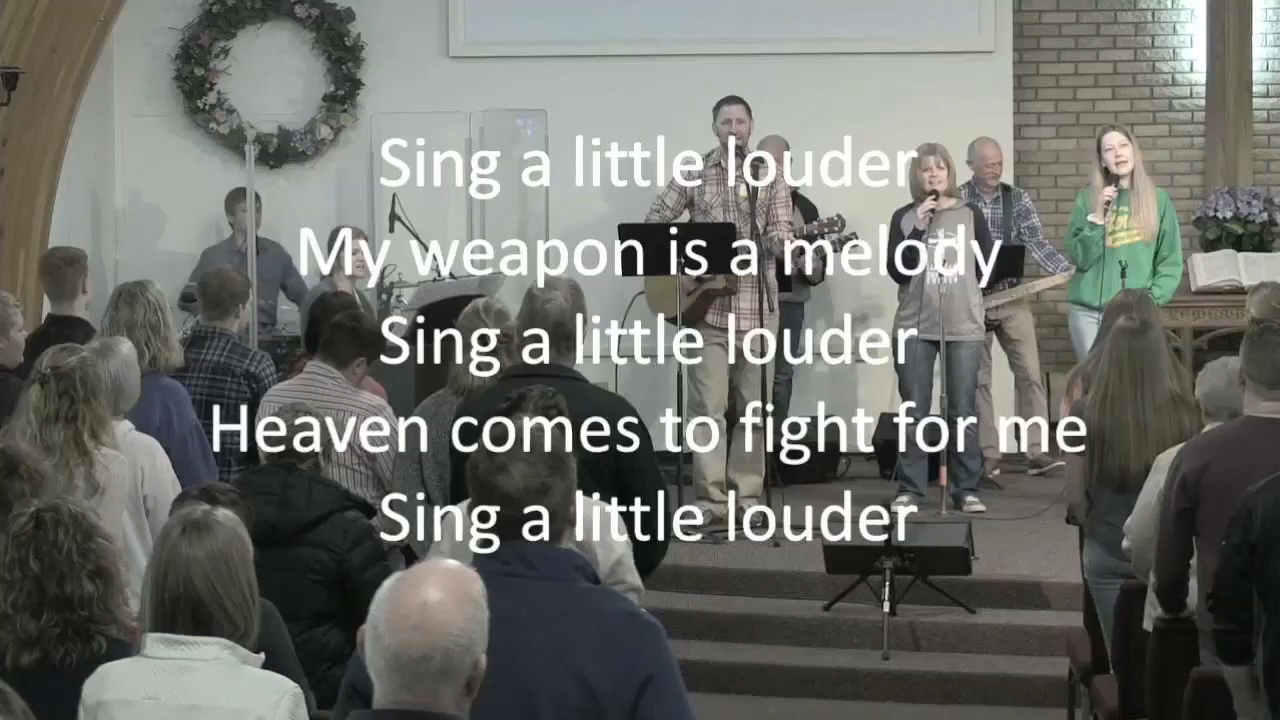 Sing a little louder
My weapon is a melody
Sing a little louder
Heaven comes to fight for me
Sing a little louder